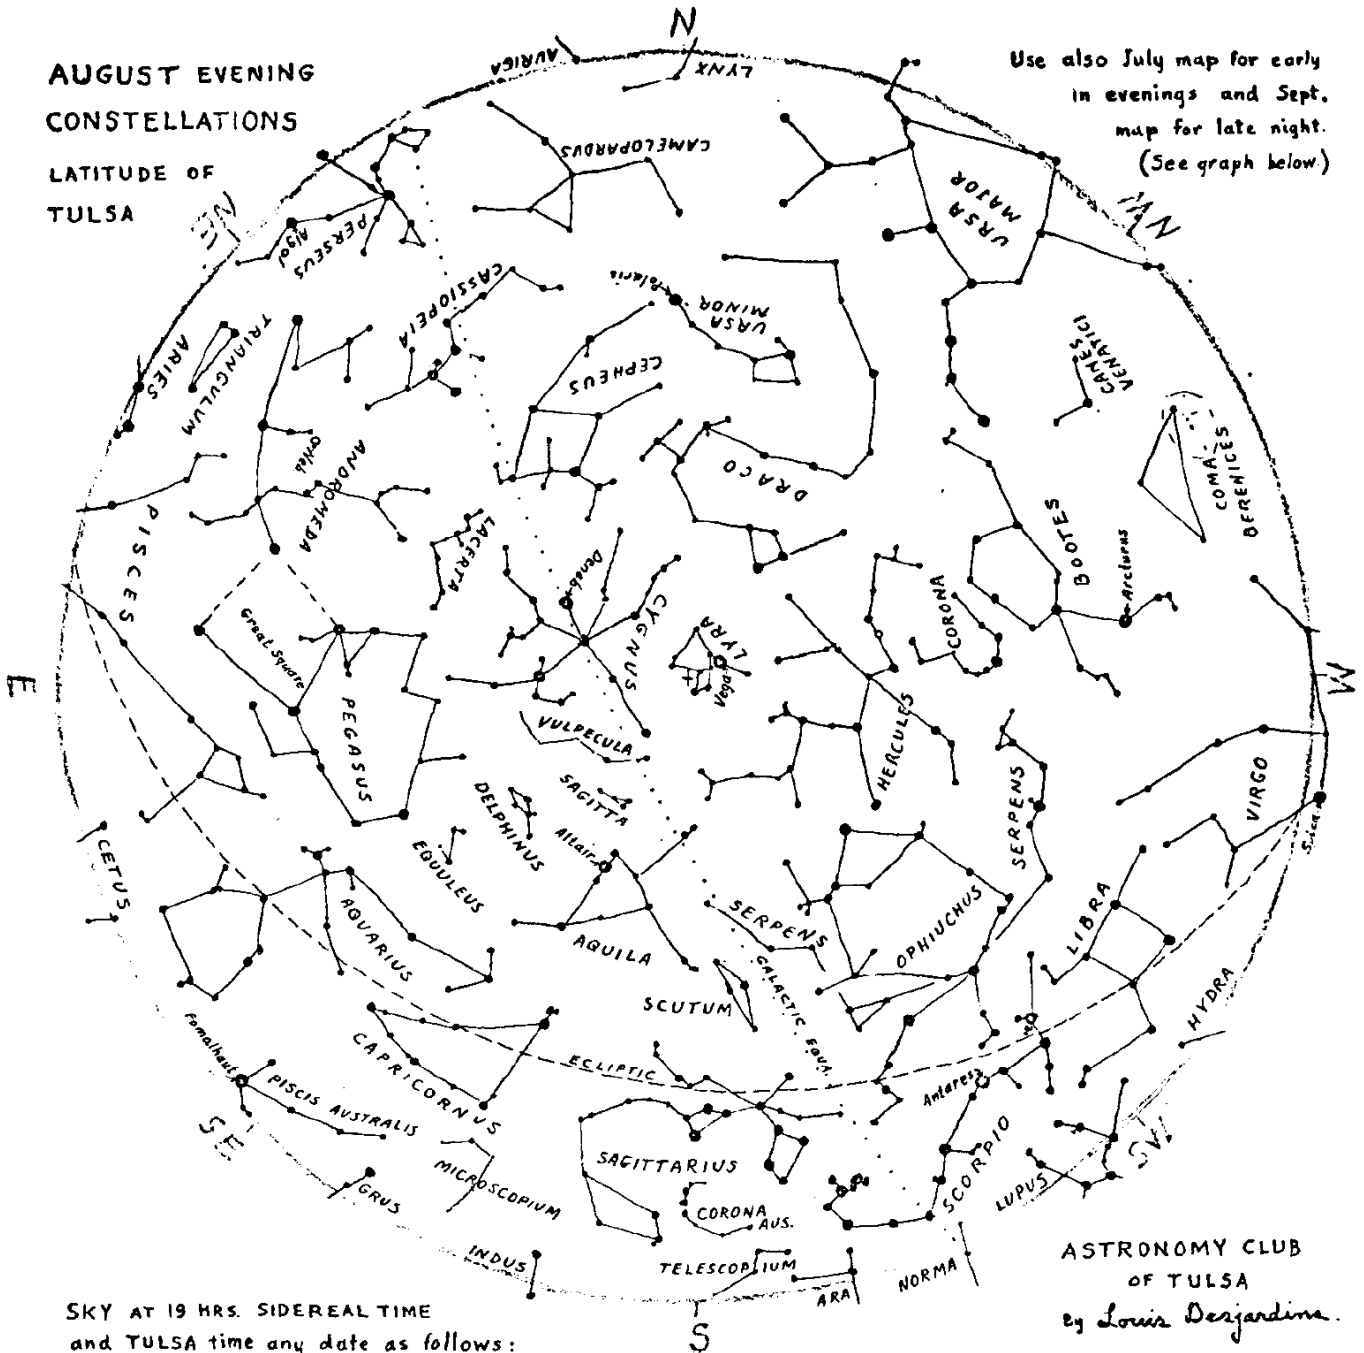 N
AUGUST EVENING
CONSTELLATIONS
LATITUDE OF
TULSA
Use also July map for early
in evenings and Sept.
map for late night.
(See graph below.)
AURIGA
LYNX
CAMELOPARDUS
URSA
MAJOR
NE
NW
PERSEUS
Algol
CASSIOPEIA
Polaris
URSA
MINOR
CEPHEUS
TRIANGULUM
ARIES
CANES
VENATICI
COMA
BERENICES
ANDROMEDA
DRACO
PISCES
LACERTA
BOOTES
Arcturus
Deneb
CYGNUS
CORONA
LYRA
Vega
Great Square
E
W
PEGASUS
VULPECULA
HERCULES
SAGITTA
DELPHINUS
SERPENS
VIRGO
Spica
Altair
EQUULEUS
CETUS
AQUARIUS
AQUILA
SERPENS
OPHIUCHUS
LIBRA
SCUTUM
GALACTIC EQUA.
HYDRA
Fomalhaut
CAPRICORNUS
ECLIPTIC
Antares
PISCIS AUSTRALIS
SE
SW
SAGITTARIUS
SCORPIO
MICROSCOPIUM
GRUS
CORONA
AUS.
LUPUS
INDUS
TELESCOPIUM
ARA
NORMA
S
ASTRONOMY CLUB
OF TULSA
By Louis Desjardins.
SKY AT 19 HRS. SIDEREAL TIME
and TULSA time any date as follows: